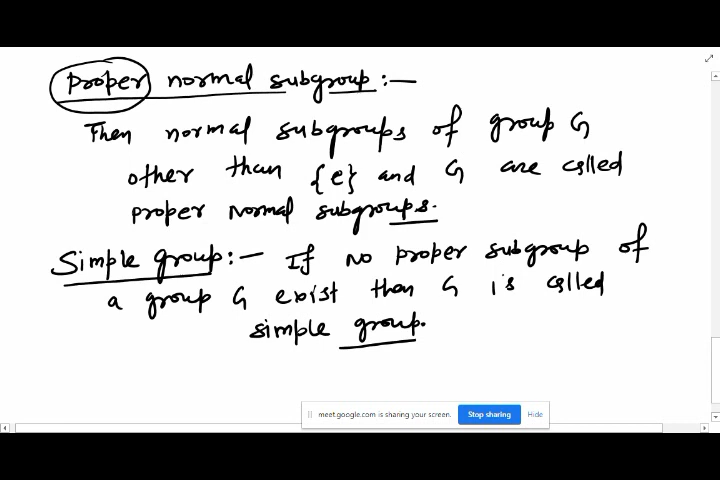 Proper normal subgroup :—
Then normal subgroups of group G
other than {e} and G are called
proper normal subgroups.
Simple group :— If no proper subgroup of
a group G exist then G is called
simple group.
meet.google.com is sharing your screen. Stop sharing Hide